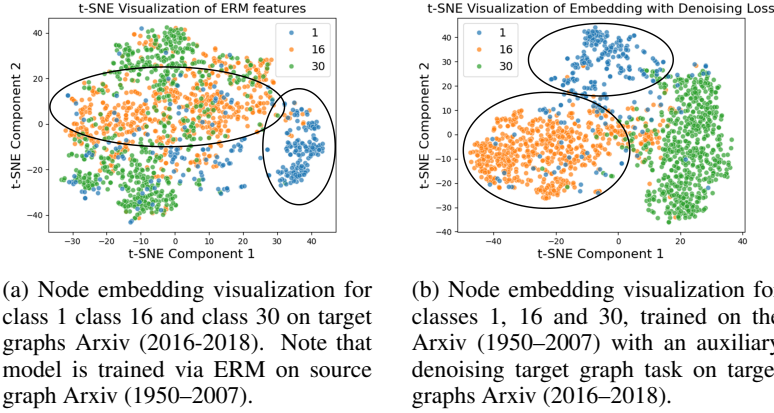 t-SNE Visualization of ERM features
1
16
30
t-SNE Component 2
40
20
0
−20
−40
−30
−20
−10
0
10
20
30
40
t-SNE Component 1
(a) Node embedding visualization for
class 1 class 16 and class 30 on target
graphs Arxiv (2016-2018). Note that
model is trained via ERM on source
graph Arxiv (1950–2007).
t-SNE Visualization of Embedding with Denoising Loss
1
16
30
t-SNE Component 2
40
30
20
10
0
−10
−20
−30
−40
−40
−20
0
20
40
t-SNE Component 1
(b) Node embedding visualization for
classes 1, 16 and 30, trained on the
Arxiv (1950–2007) with an auxiliary
denoising target graph task on target
graphs Arxiv (2016–2018).